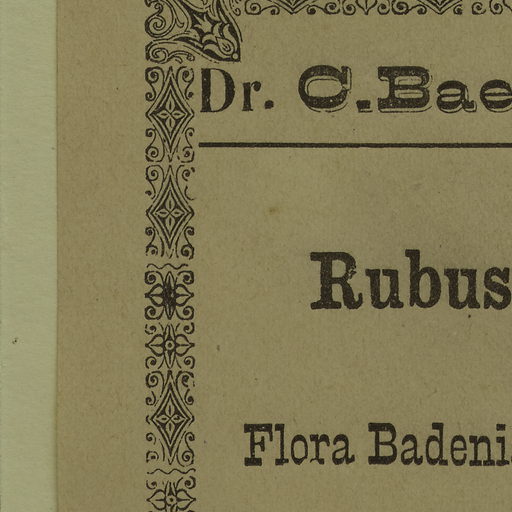 Dr. C. Bae
Rubus
Flora Badeni